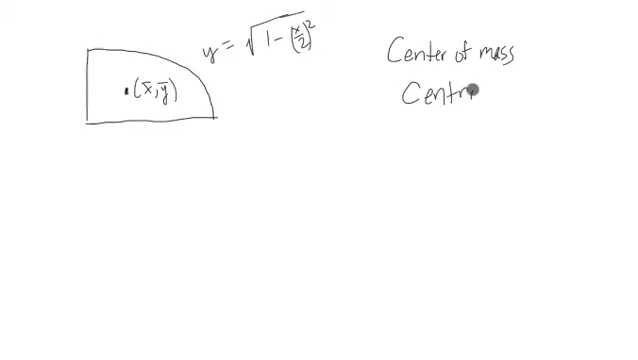 y = √(1 − (x/2)²)
(x̄, ȳ)
Center of mass
Centr